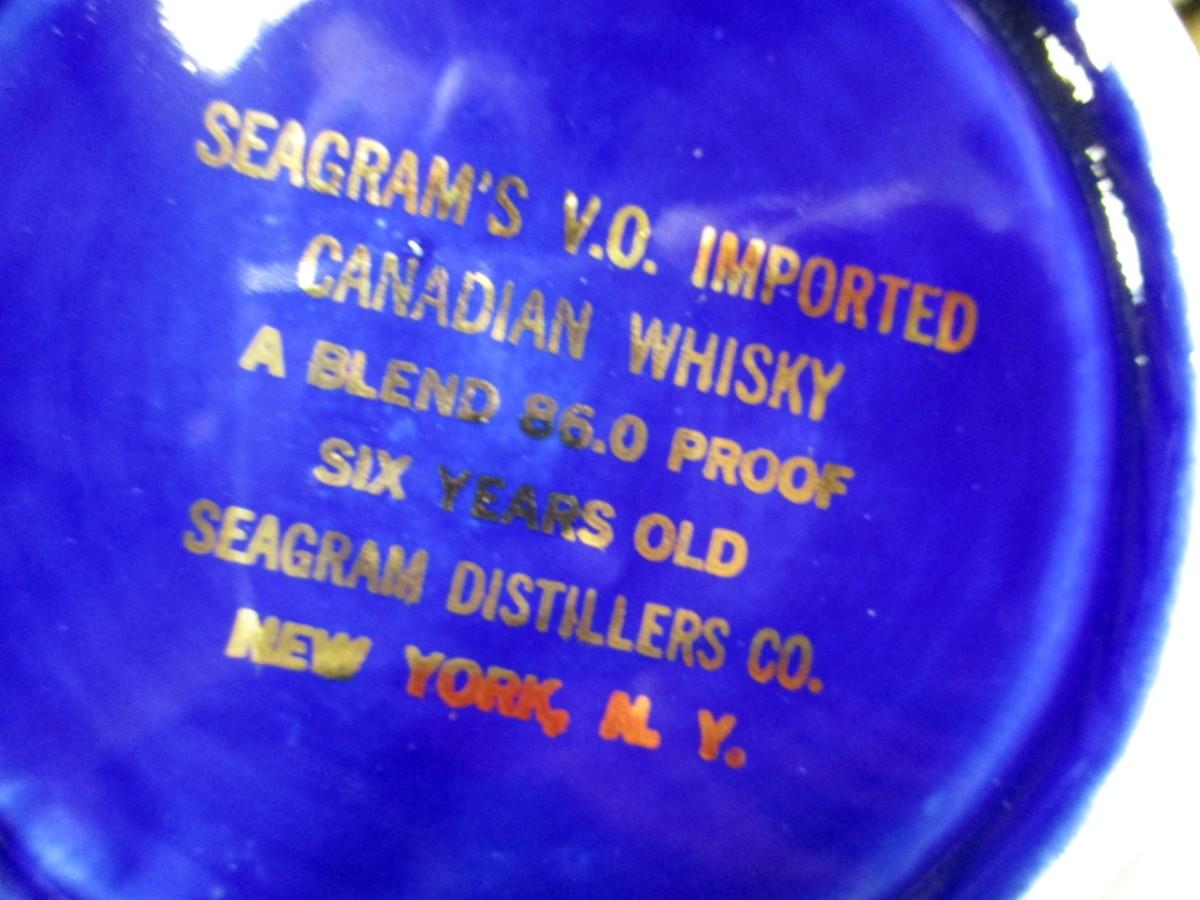 SEAGRAM'S V.O. IMPORTED
CANADIAN WHISKY
A BLEND 86.0 PROOF
SIX YEARS OLD
SEAGRAM DISTILLERS CO.
NEW YORK, N. Y.